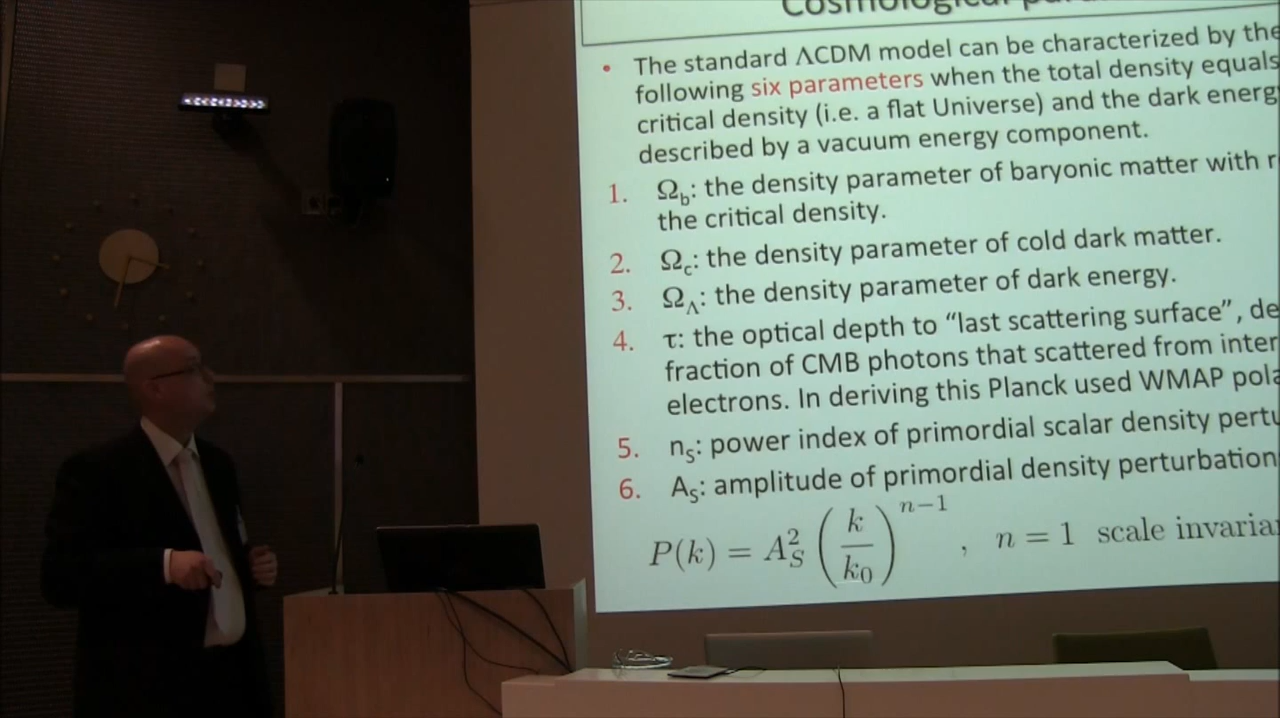 Cosmological
• The standard ΛCDM model can be characterized by the
following six parameters when the total density equals
critical density (i.e. a flat Universe) and the dark energy
described by a vacuum energy component.
1. Ω_b: the density parameter of baryonic matter with
the critical density.
2. Ω_c: the density parameter of cold dark matter.
3. Ω_Λ: the density parameter of dark energy.
4. τ: the optical depth to “last scattering surface”,
fraction of CMB photons that scattered from
electrons. In deriving this Planck used WMAP
5. n_S: power index of primordial scalar density
6. A_S: amplitude of primordial density perturbation
P(k) = A_S^2 (k/k_0)^{n−1} , n = 1 scale